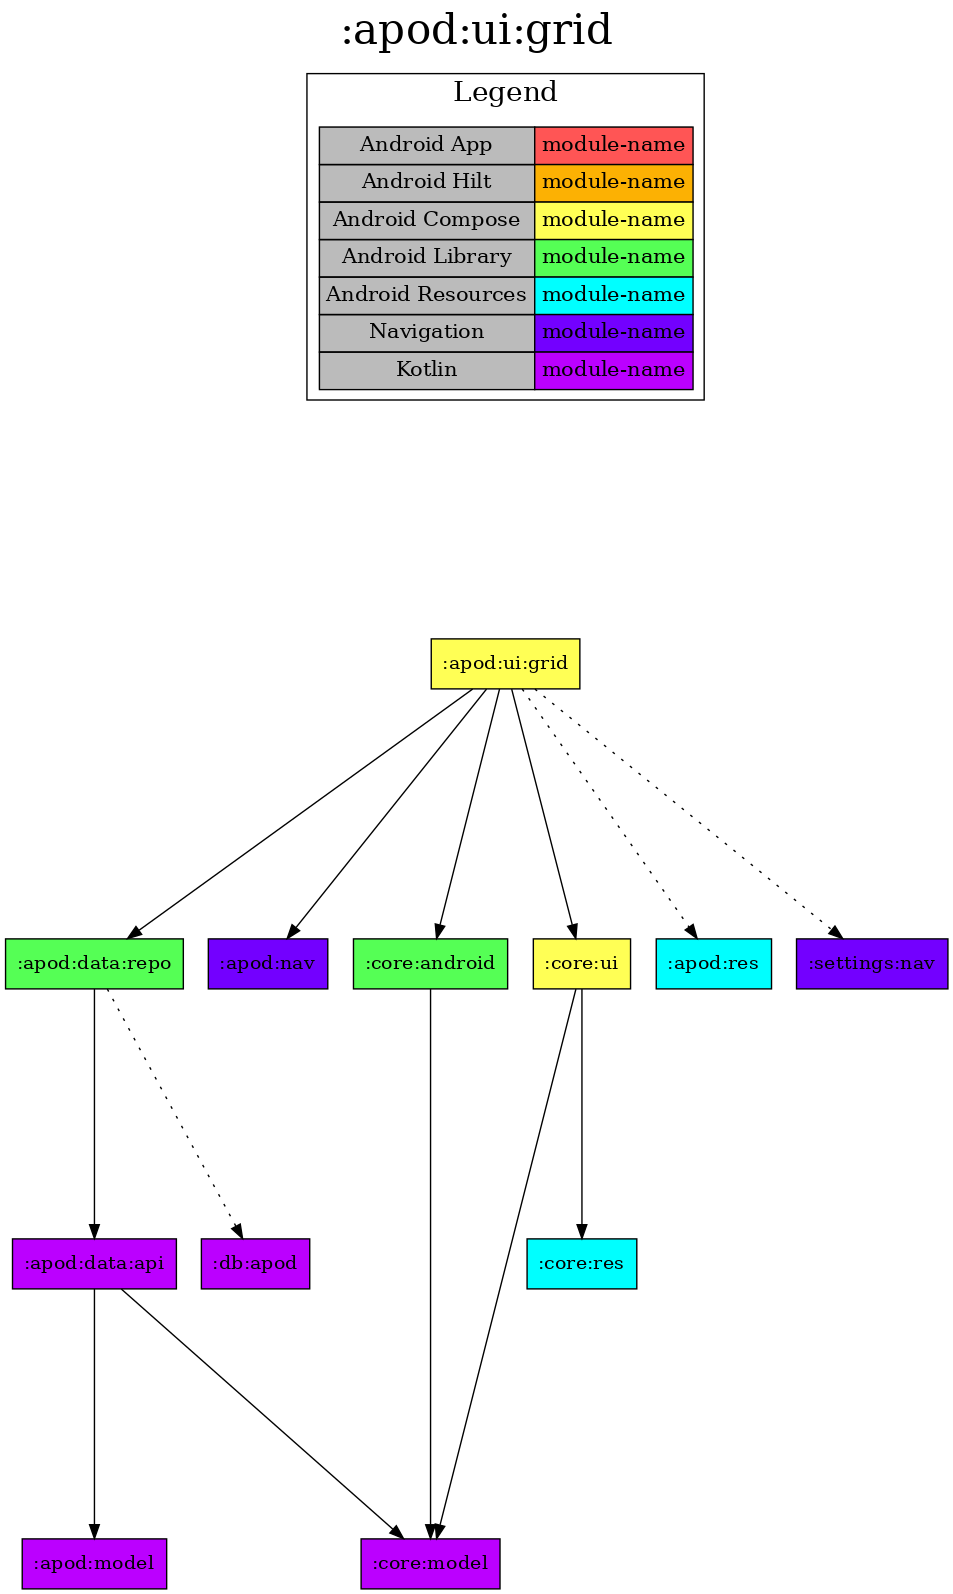 :apod:ui:grid
Legend
Android App module-name
Android Hilt module-name
Android Compose module-name
Android Library module-name
Android Resources module-name
Navigation module-name
Kotlin module-name
:apod:ui:grid
:apod:data:repo :apod:nav :core:android :core:ui :apod:res :settings:nav
:apod:data:api :db:apod :core:res
:apod:model :core:model